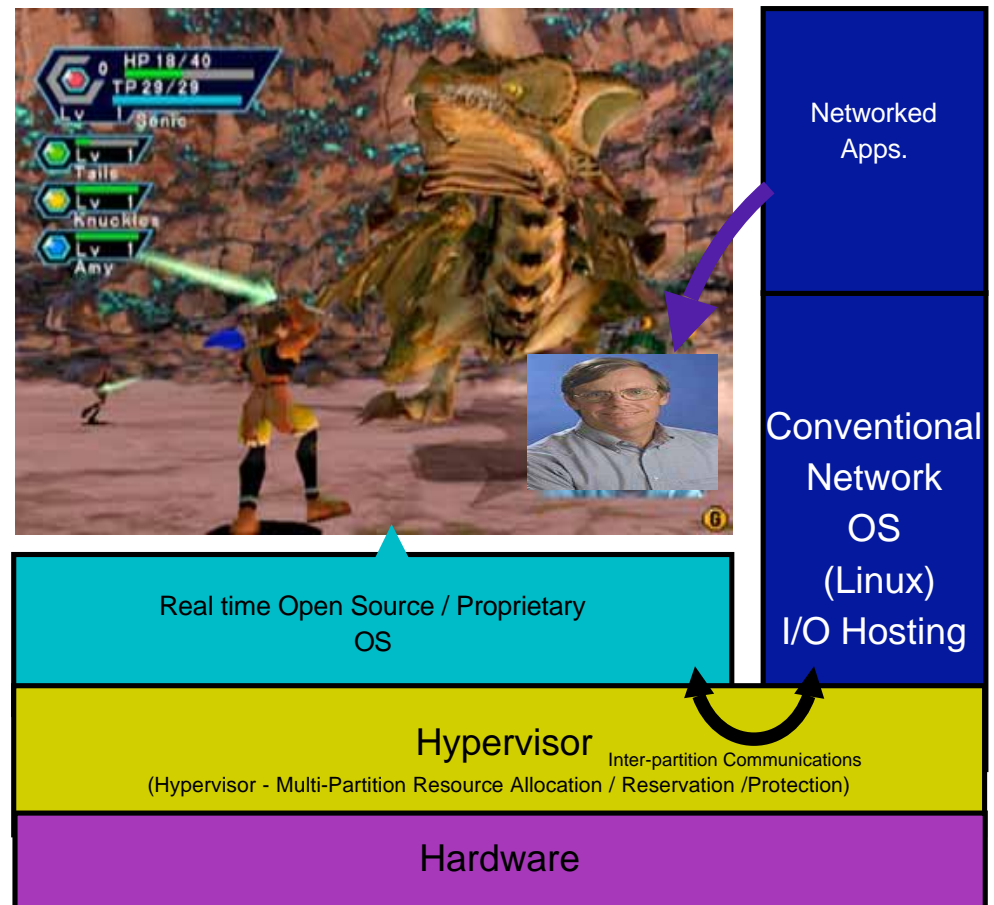 HP 18/40
0
TP 29/29
Lv 1
Sonic
Lv 1
Tails
Lv 1
Knuckles
Lv 1
Amy
G
Networked
Apps.
Conventional
Network
OS
(Linux)
I/O Hosting
Real time Open Source / Proprietary
OS
Hypervisor
Inter-partition Communications
(Hypervisor - Multi-Partition Resource Allocation / Reservation /Protection)
Hardware